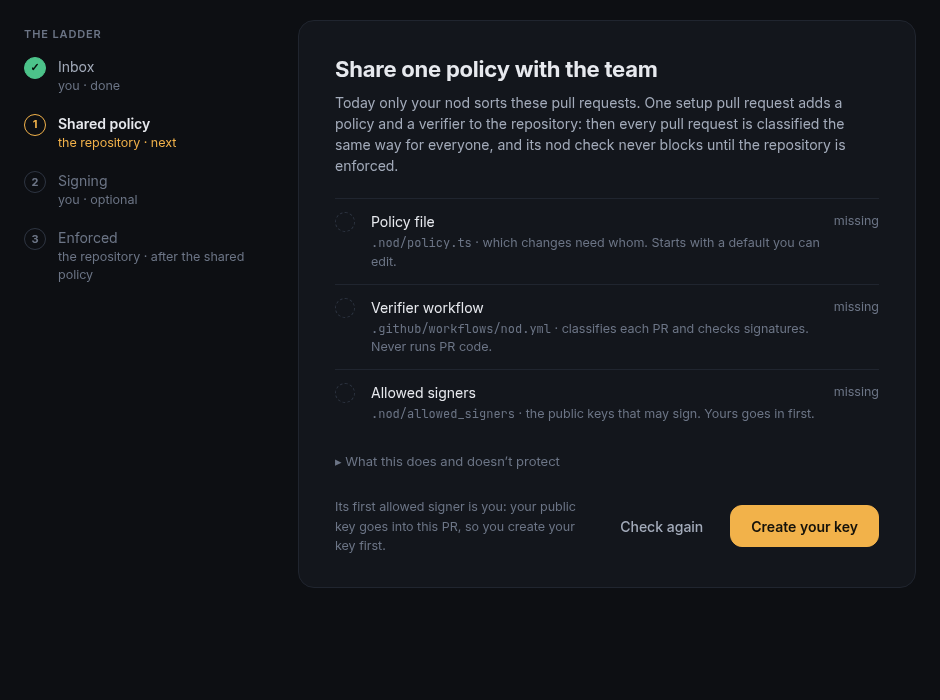 THE LADDER
✓ Inbox
you · done
1 Shared policy
the repository · next
2 Signing
you · optional
3 Enforced
the repository · after the shared
policy
Share one policy with the team
Today only your nod sorts these pull requests. One setup pull request adds a
policy and a verifier to the repository: then every pull request is classified the
same way for everyone, and its nod check never blocks until the repository is
enforced.
Policy file missing
.nod/policy.ts · which changes need whom. Starts with a default you can
edit.
Verifier workflow missing
.github/workflows/nod.yml · classifies each PR and checks signatures.
Never runs PR code.
Allowed signers missing
.nod/allowed_signers · the public keys that may sign. Yours goes in first.
▸ What this does and doesn’t protect
Its first allowed signer is you: your public
key goes into this PR, so you create your
key first.
Check again Create your key